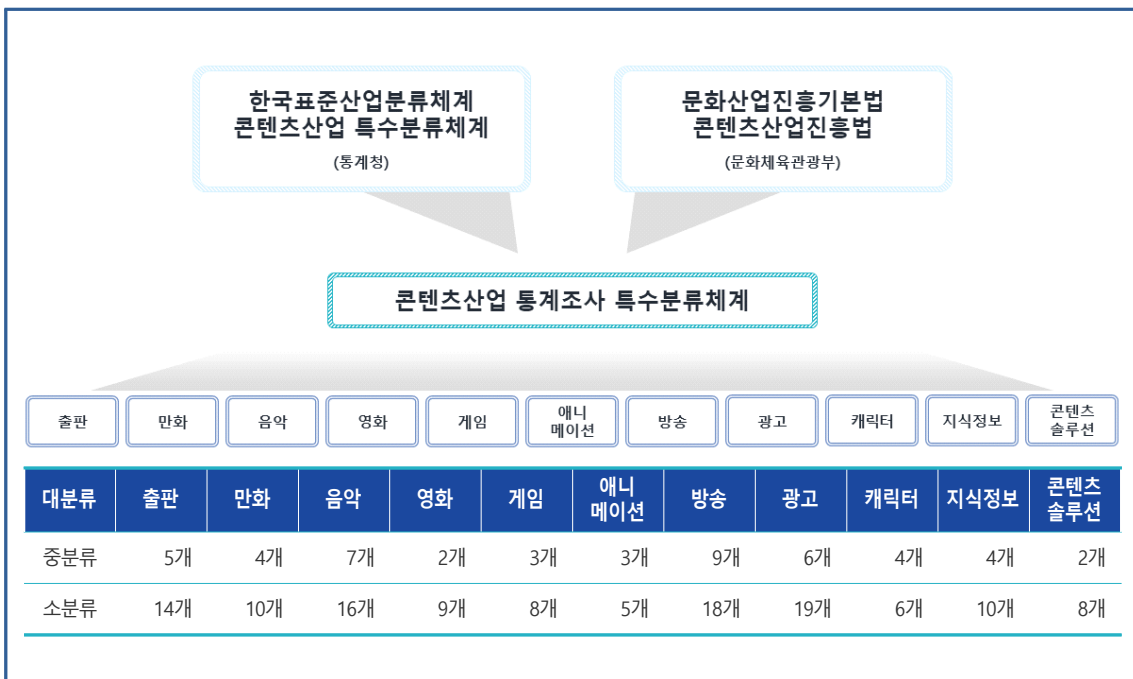 한국표준산업분류체계
콘텐츠산업 특수분류체계
(통계청)
문화산업진흥기본법
콘텐츠산업진흥법
(문화체육관광부)
콘텐츠산업 통계조사 특수분류체계
출판 만화 음악 영화 게임 애니 메이션 방송 광고 캐릭터 지식정보 콘텐츠 솔루션
대분류 출판 만화 음악 영화 게임 애니 메이션 방송 광고 캐릭터 지식정보 콘텐츠 솔루션
중분류 5개 4개 7개 2개 3개 3개 9개 6개 4개 4개 2개
소분류 14개 10개 16개 9개 8개 5개 18개 19개 6개 10개 8개